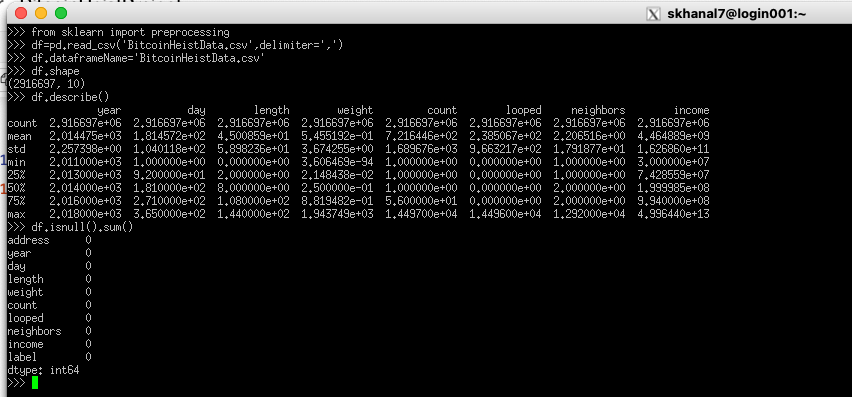 skhanal7@login001:~
>>> from sklearn import preprocessing
>>> df=pd.read_csv('BitcoinHeistData.csv',delimiter=',')
>>> df.dataframeName='BitcoinHeistData.csv'
>>> df.shape
(2916697, 10)
>>> df.describe()
year day length weight count looped neighbors income
count 2.916697e+06 2.916697e+06 2.916697e+06 2.916697e+06 2.916697e+06 2.916697e+06 2.916697e+06 2.916697e+06
mean 2.014475e+03 1.814572e+02 4.500859e+01 5.455192e-01 7.216446e+02 2.385067e+02 2.206516e+00 4.464889e+09
std 2.257398e+00 1.040118e+02 5.898236e+01 3.674255e+00 1.689676e+03 9.663217e+02 1.791877e+01 1.626860e+11
min 2.011000e+03 1.000000e+00 0.000000e+00 3.606469e-94 1.000000e+00 0.000000e+00 1.000000e+00 3.000000e+07
25% 2.013000e+03 9.200000e+01 2.000000e+00 2.148438e-02 1.000000e+00 0.000000e+00 1.000000e+00 7.428559e+07
50% 2.014000e+03 1.810000e+02 8.000000e+00 2.500000e-01 1.000000e+00 0.000000e+00 2.000000e+00 1.999985e+08
75% 2.016000e+03 2.710000e+02 1.080000e+02 8.819482e-01 5.600000e+01 0.000000e+00 2.000000e+00 9.940000e+08
max 2.018000e+03 3.650000e+02 1.440000e+02 1.943749e+03 1.449700e+04 1.449600e+04 1.292000e+04 4.996440e+13
>>> df.isnull().sum()
address 0
year 0
day 0
length 0
weight 0
count 0
looped 0
neighbors 0
income 0
label 0
dtype: int64
>>>